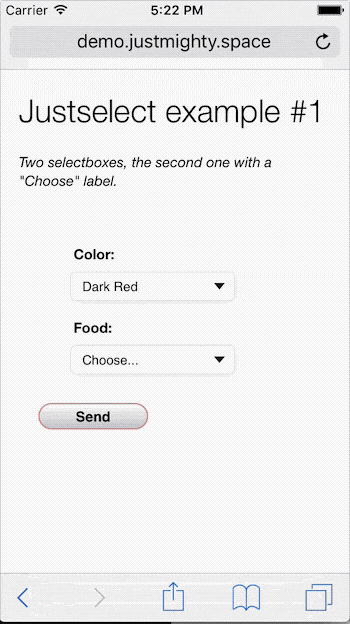 Carrier 5:22 PM
demo.justmighty.space
Justselect example #1
Two selectboxes, the second one with a
"Choose" label.
Color:
Dark Red
Food:
Choose...
Send